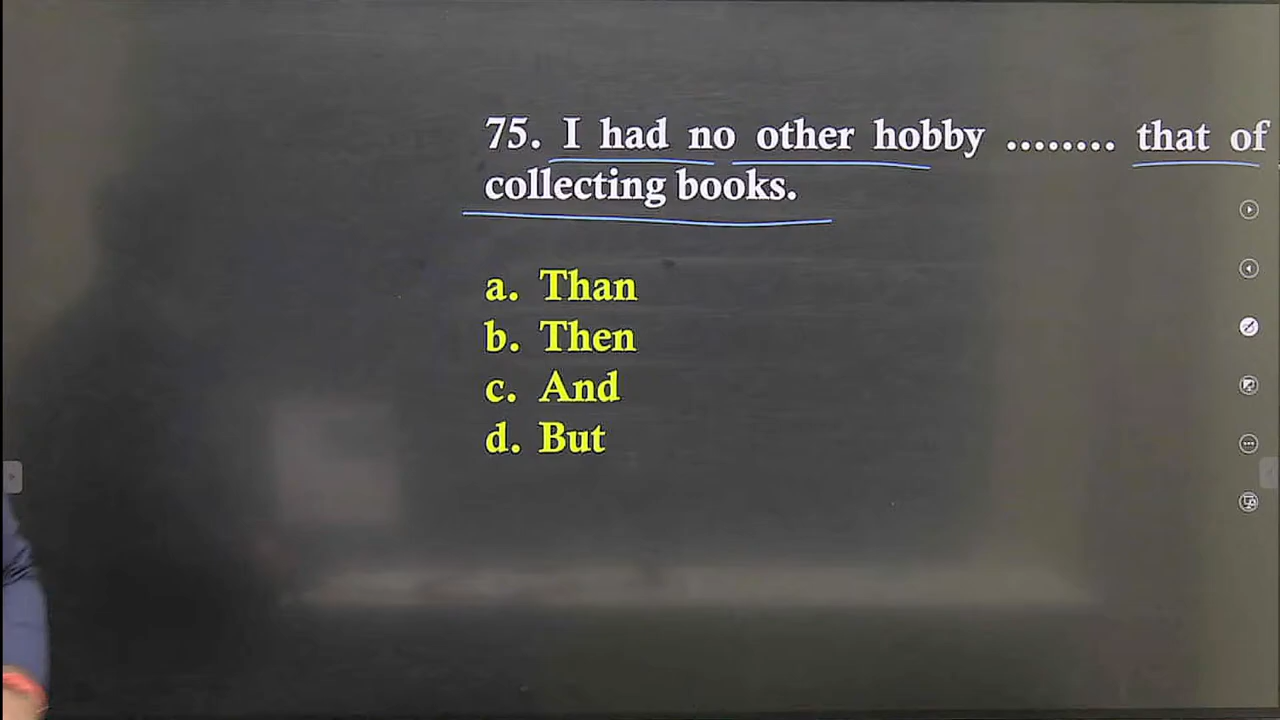 75. I had no other hobby ........ that of
collecting books.
a. Than
b. Then
c. And
d. But